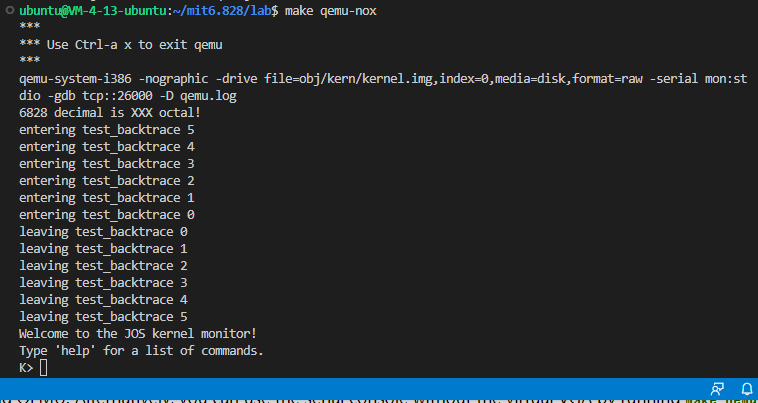 ubuntu@VM-4-13-ubuntu:~/mit6.828/lab$ make qemu-nox
***
*** Use Ctrl-a x to exit qemu
***
qemu-system-i386 -nographic -drive file=obj/kern/kernel.img,index=0,media=disk,format=raw -serial mon:st
dio -gdb tcp::26000 -D qemu.log
6828 decimal is XXX octal!
entering test_backtrace 5
entering test_backtrace 4
entering test_backtrace 3
entering test_backtrace 2
entering test_backtrace 1
entering test_backtrace 0
leaving test_backtrace 0
leaving test_backtrace 1
leaving test_backtrace 2
leaving test_backtrace 3
leaving test_backtrace 4
leaving test_backtrace 5
Welcome to the JOS kernel monitor!
Type 'help' for a list of commands.
K>